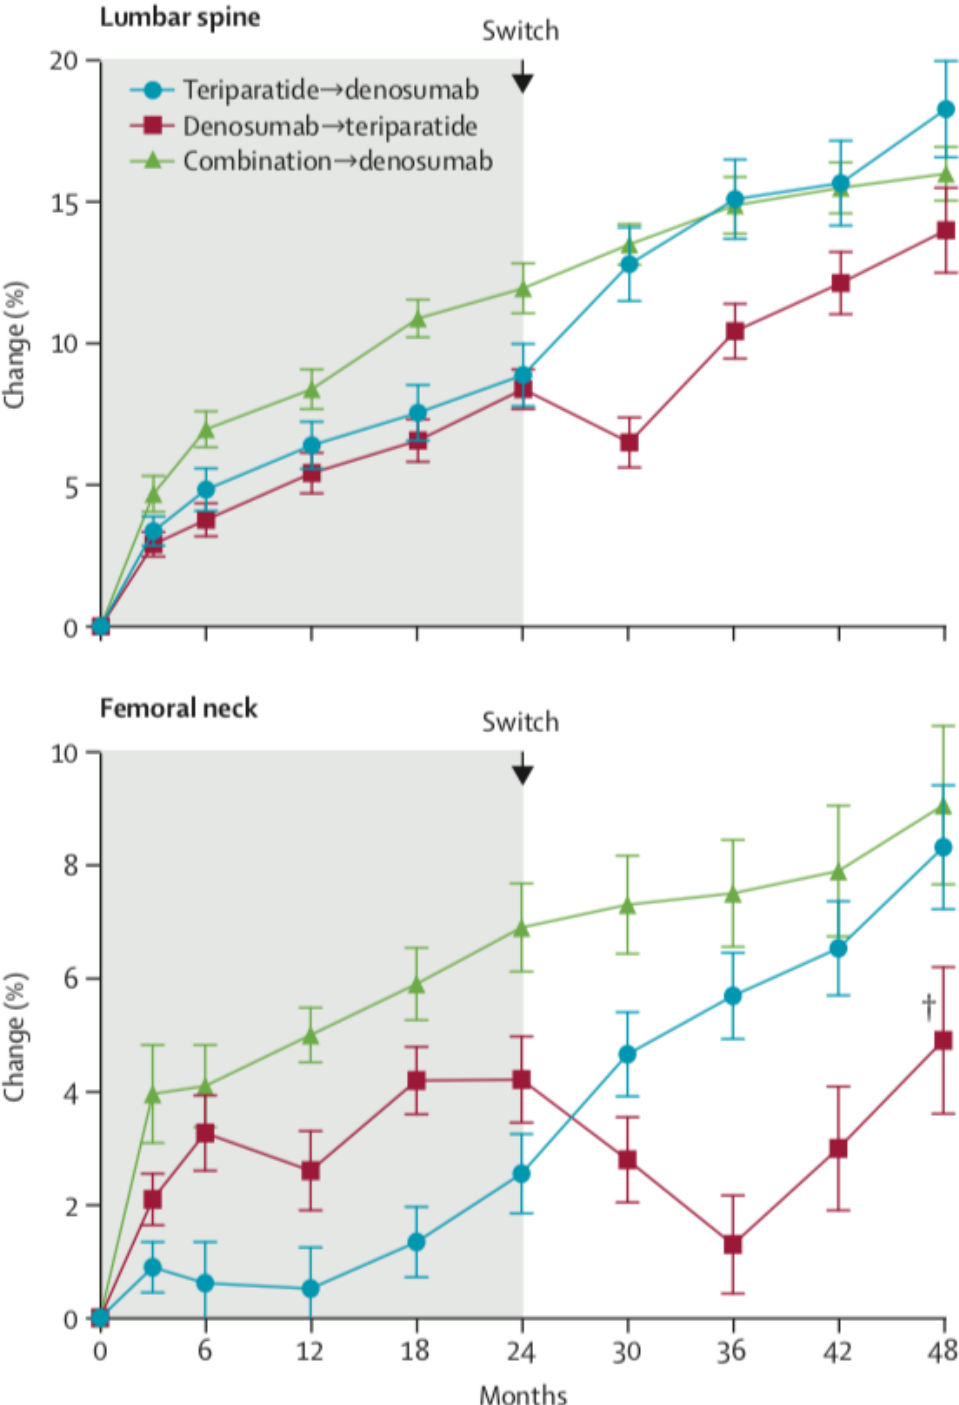 Lumbar spine
Switch
20
Teriparatide→denosumab
Denosumab→teriparatide
Combination→denosumab
15
10
5
0
Change (%)
Femoral neck
Switch
10
8
6
4
2
0
Change (%)
†
0 6 12 18 24 30 36 42 48
Months